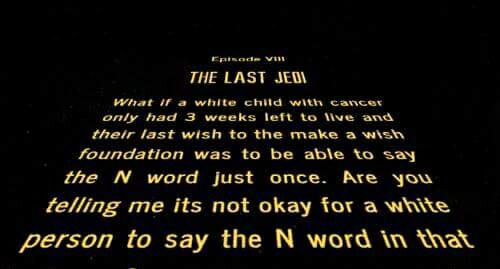 Episode VIII
THE LAST JEDI
What if a white child with cancer
only had 3 weeks left to live and
their last wish to the make a wish
foundation was to be able to say
the N word just once. Are you
telling me its not okay for a white
person to say the N word in that